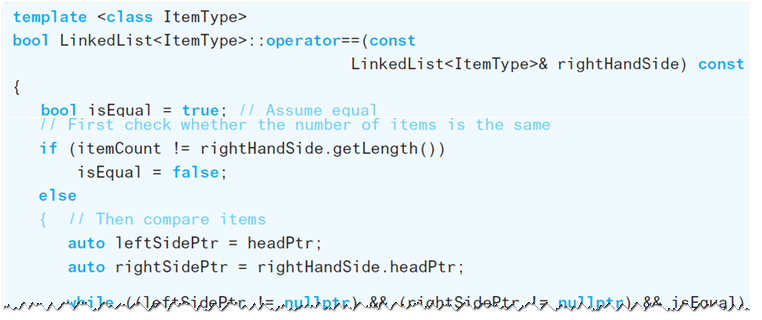 template <class ItemType>
bool LinkedList<ItemType>::operator==(const
LinkedList<ItemType>& rightHandSide) const
{
bool isEqual = true; // Assume equal
// First check whether the number of items is the same
if (itemCount != rightHandSide.getLength())
isEqual = false;
else
{ // Then compare items
auto leftSidePtr = headPtr;
auto rightSidePtr = rightHandSide.headPtr;
while ((leftSidePtr != nullptr) && (rightSidePtr != nullptr) && isEqual)